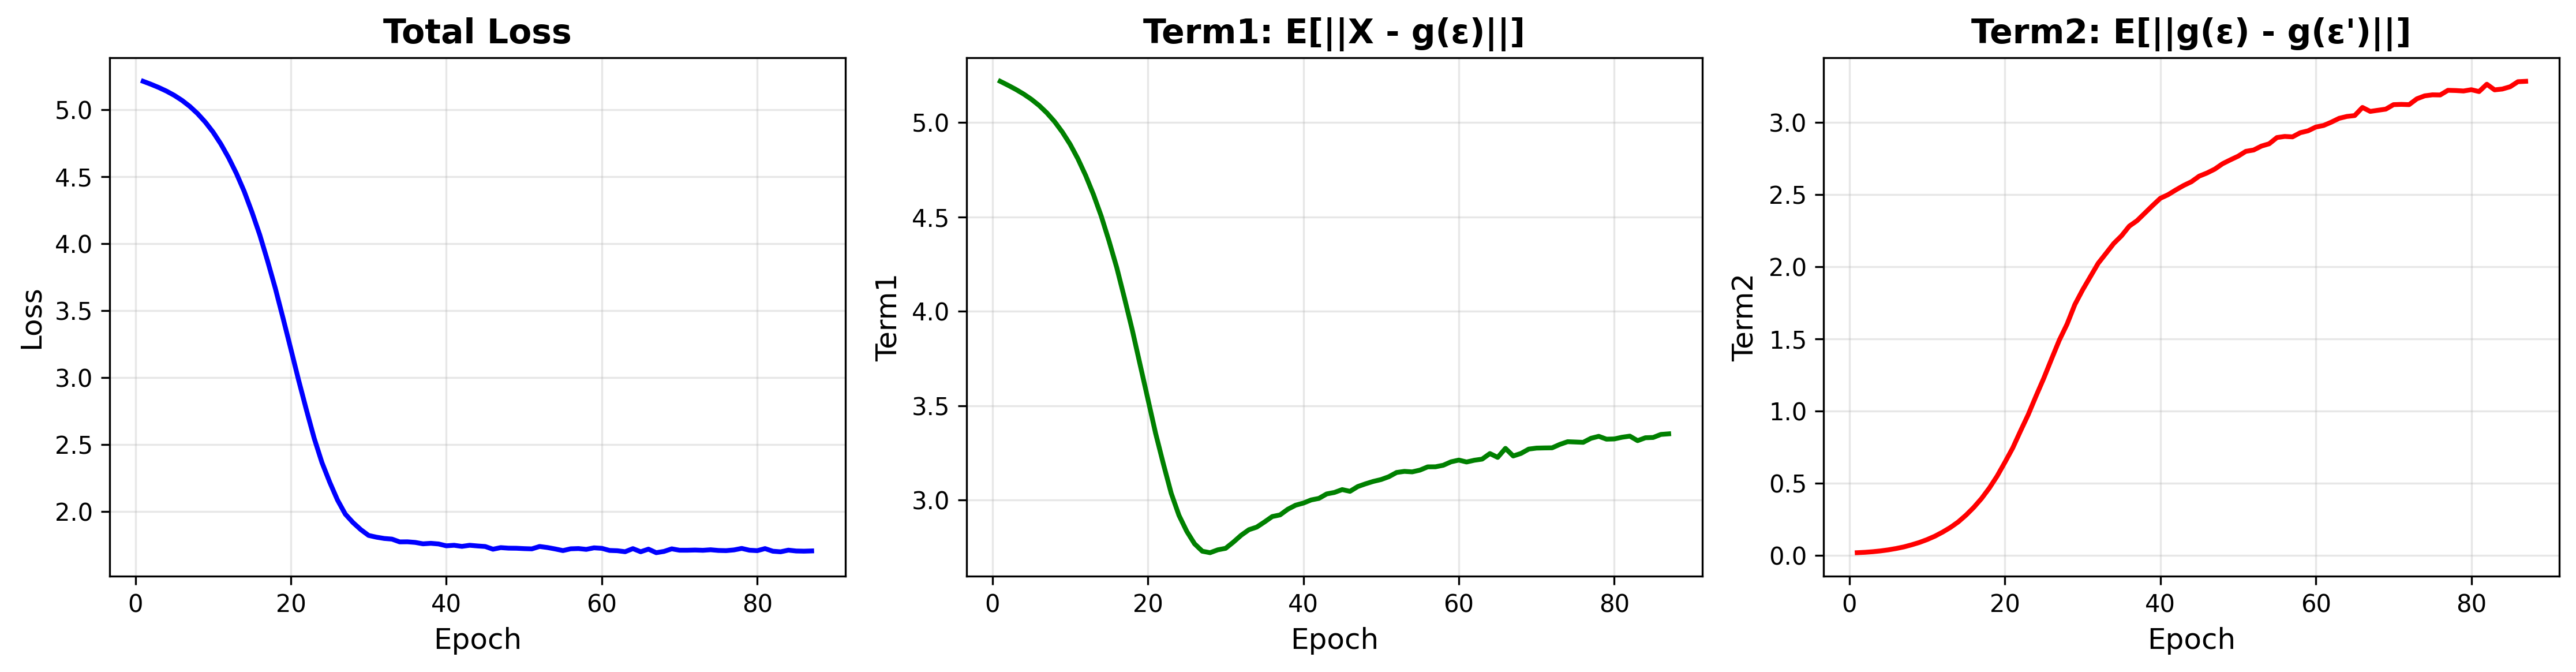 Total Loss
Loss
5.0
4.5
4.0
3.5
3.0
2.5
2.0
0 20 40 60 80
Epoch
Term1: E[||X - g(ε)||]
Term1
5.0
4.5
4.0
3.5
3.0
0 20 40 60 80
Epoch
Term2: E[||g(ε) - g(ε')||]
Term2
3.0
2.5
2.0
1.5
1.0
0.5
0.0
0 20 40 60 80
Epoch